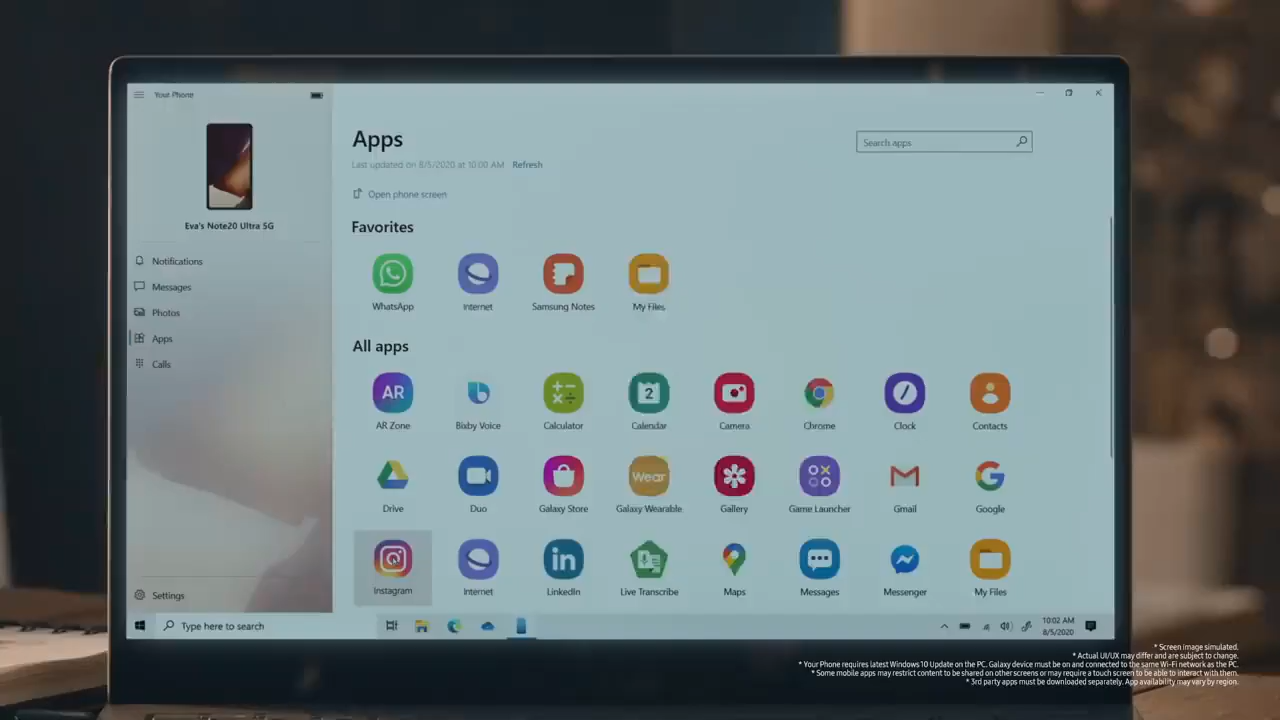 Your Phone
Eva's Note20 Ultra 5G
Notifications
Messages
Photos
Apps
Calls
Settings
Apps
Search apps
Last updated on 8/5/2020 at 10:00 AM Refresh
Open phone screen
Favorites
WhatsApp Internet Samsung Notes My Files
All apps
AR
2
AR Zone Bixby Voice Calculator Calendar Camera Chrome Clock Contacts
Wear
Drive Duo Galaxy Store Galaxy Wearable Gallery Game Launcher Gmail Google
in
Instagram Internet LinkedIn Live Transcribe Maps Messages Messenger My Files
Type here to search
10:02 AM
8/5/2020
* Screen image simulated.
* Actual UI/UX may differ and are subject to change.
* Your Phone requires latest Windows 10 Update on the PC. Galaxy device must be on and connected to the same Wi-Fi network as the PC.
* Some mobile apps may restrict content to be shared on other screens or may require a touch screen to be able to interact with them.
* 3rd party apps must be downloaded separately. App availability may vary by region.